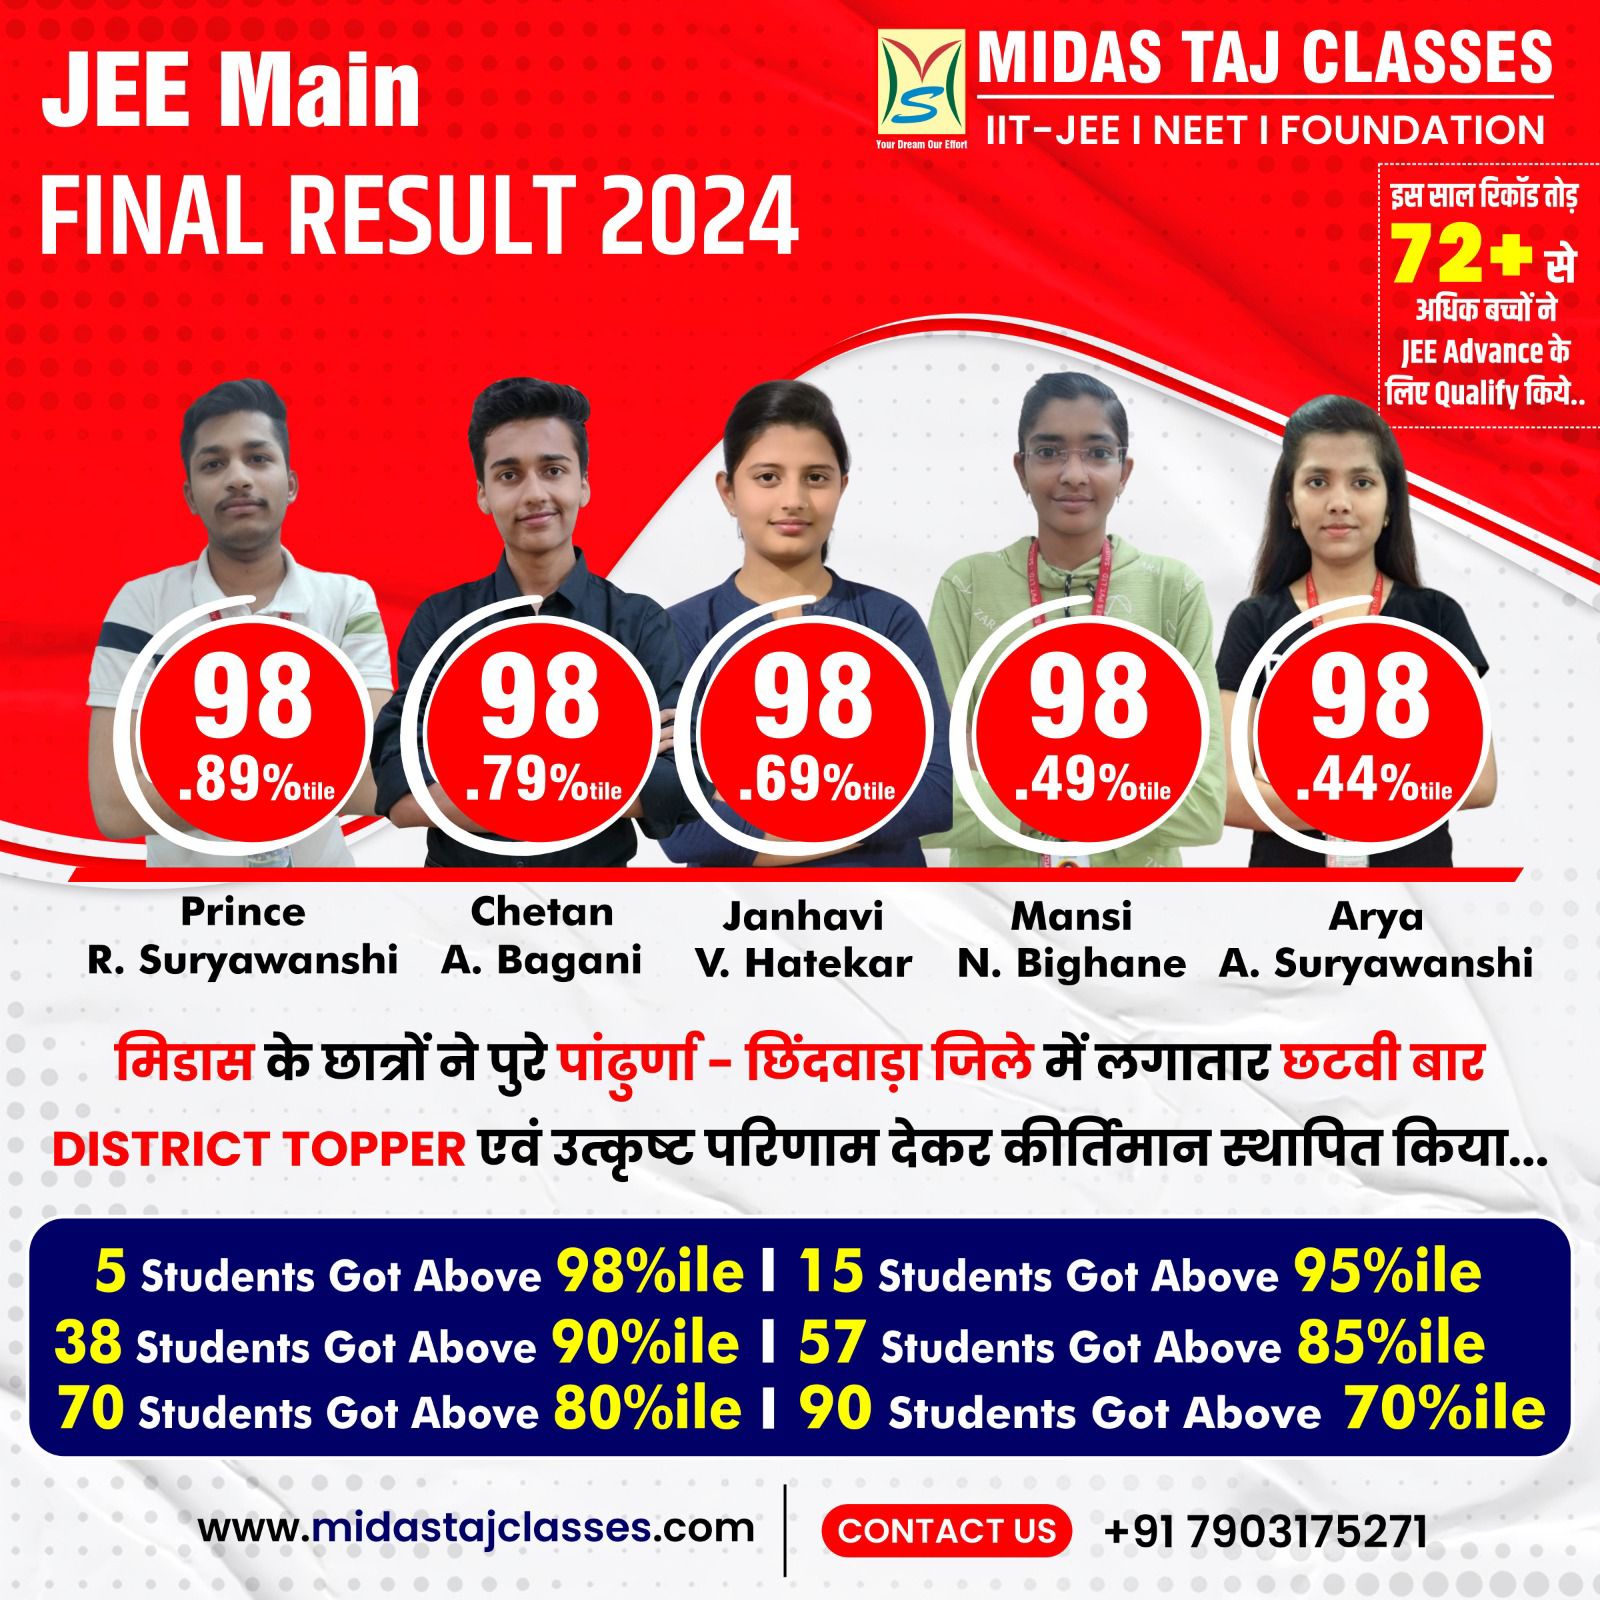 JEE Main
FINAL RESULT 2024
MIDAS TAJ CLASSES
IIT-JEE I NEET I FOUNDATION
Your Dream Our Effort
इस साल रिकॉड तोड़
72+ से
अधिक बच्चों ने
JEE Advance के
लिए Qualify किये..
98
.89%tile
98
.79%tile
98
.69%tile
98
.49%tile
98
.44%tile
Prince
R. Suryawanshi
Chetan
A. Bagani
Janhavi
V. Hatekar
Mansi
N. Bighane
Arya
A. Suryawanshi
मिडास के छात्रों ने पुरे पांढुर्णा - छिंदवाड़ा जिले में लगातार छटवी बार
DISTRICT TOPPER एवं उत्कृष्ट परिणाम देकर कीर्तिमान स्थापित किया...
5 Students Got Above 98%ile I 15 Students Got Above 95%ile
38 Students Got Above 90%ile I 57 Students Got Above 85%ile
70 Students Got Above 80%ile I 90 Students Got Above 70%ile
www.midastajclasses.com
CONTACT US +91 7903175271